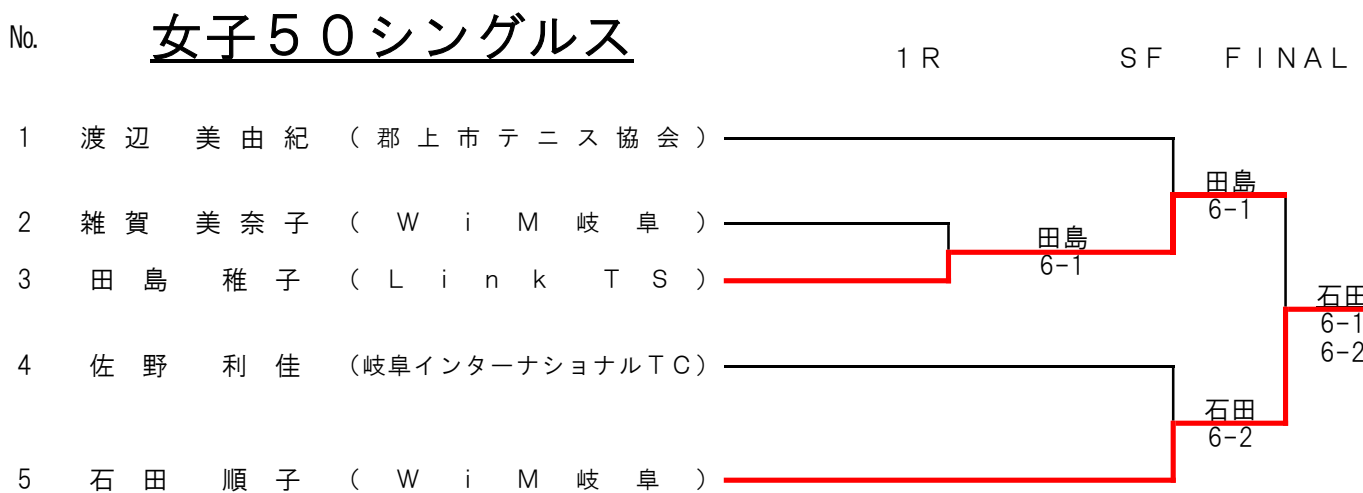 No. 女子５０シングルス
１Ｒ ＳＦ ＦＩＮＡＬ
1 渡辺 美由紀 (郡上市テニス協会)
田島
6-1
2 雑賀 美奈子 (ＷｉＭ岐阜)
田島
6-1
3 田島 稚子 (Ｌｉｎｋ ＴＳ)
石田
6-1
6-2
4 佐野 利佳 (岐阜インターナショナルＴＣ)
石田
6-2
5 石田 順子 (ＷｉＭ岐阜)